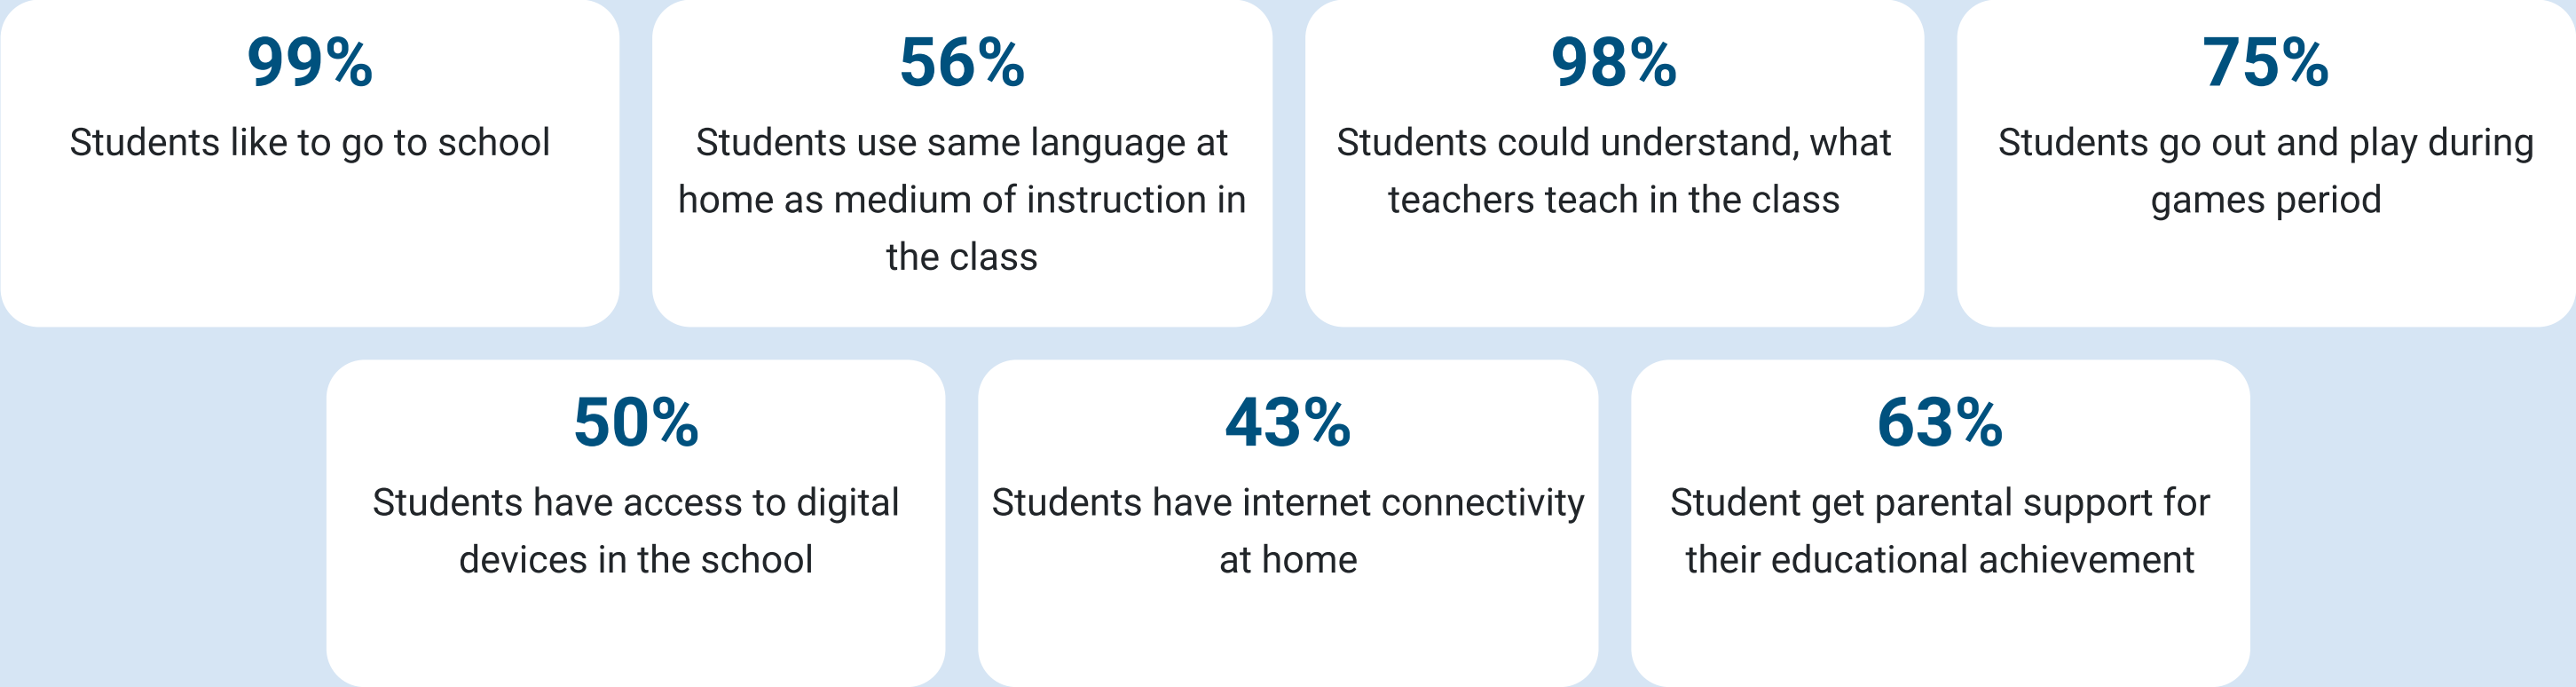 99%
Students like to go to school
56%
Students use same language at
home as medium of instruction in
the class
98%
Students could understand, what
teachers teach in the class
75%
Students go out and play during
games period
50%
Students have access to digital
devices in the school
43%
Students have internet connectivity
at home
63%
Student get parental support for
their educational achievement